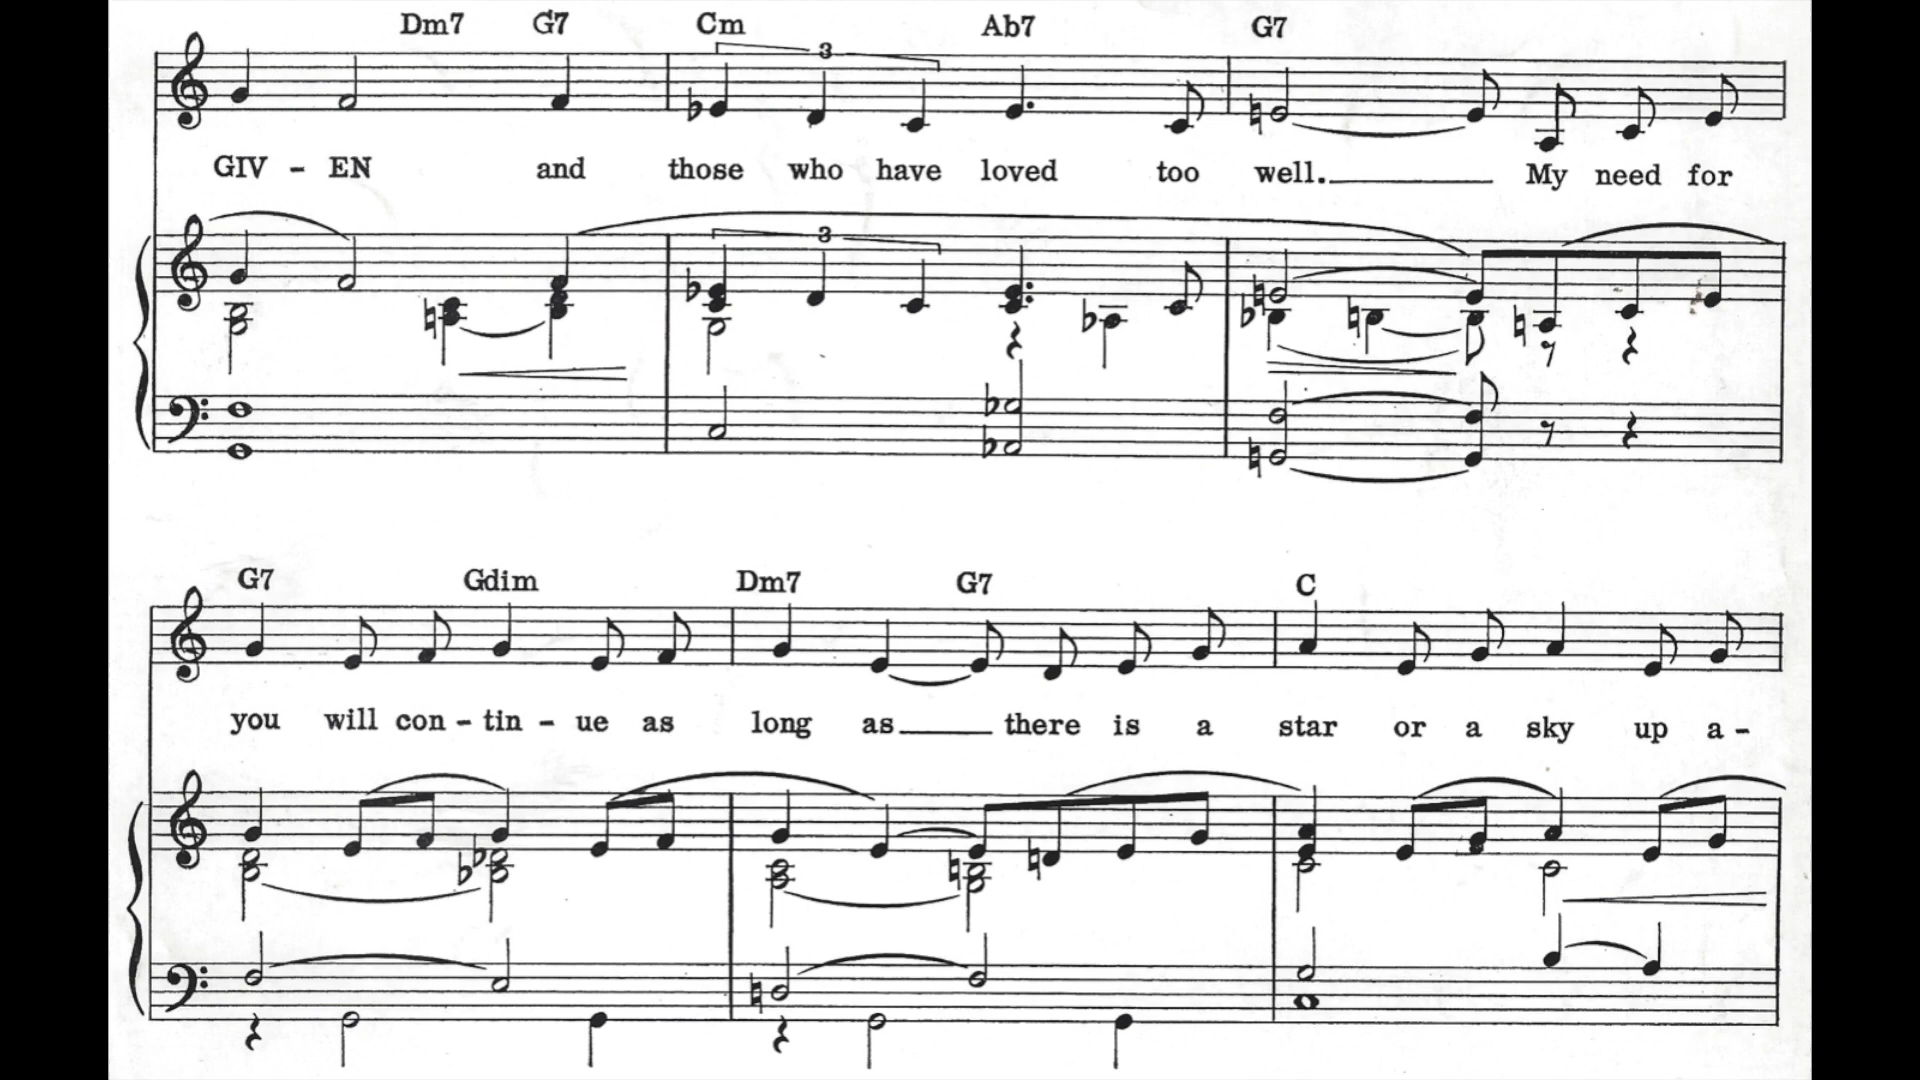 Dm7 G7 Cm Ab7 G7
3
GIV - EN and those who have loved too well. My need for
3
G7 Gdim Dm7 G7 C
you will con - tin - ue as long as there is a star or a sky up a -